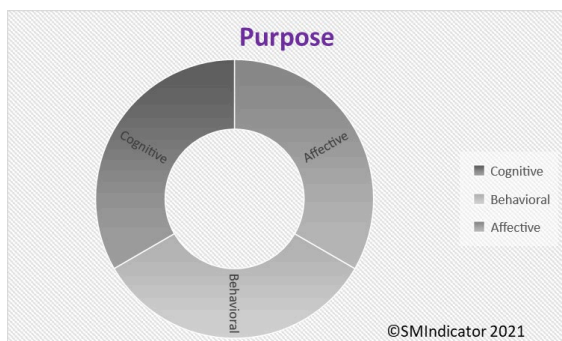 Purpose
Cognitive
Affective
Behavioral
Cognitive
Behavioral
Affective
©SMIndicator 2021